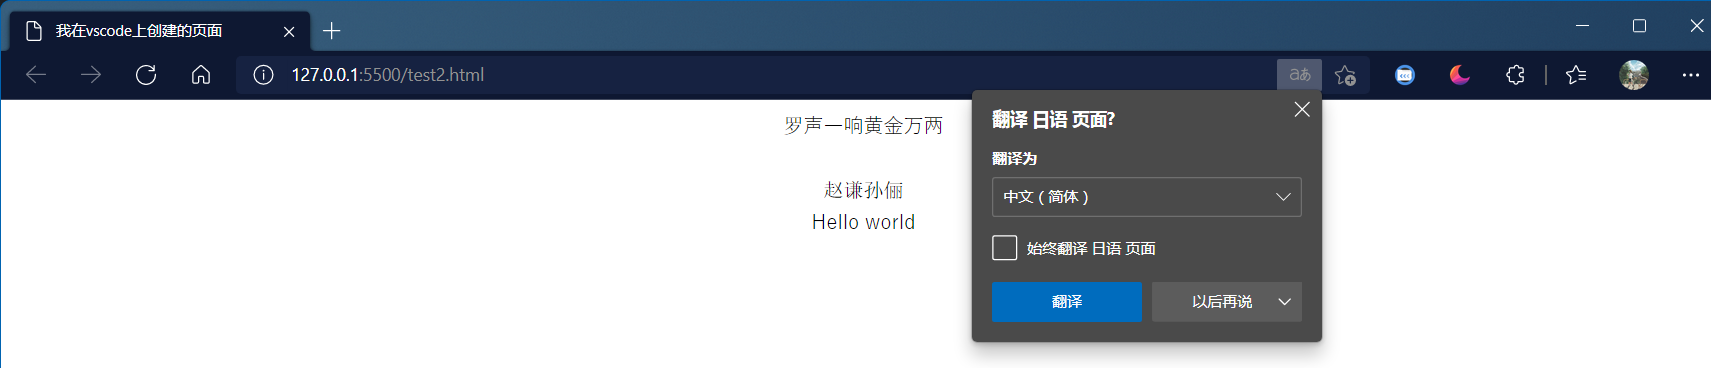 我在vscode上创建的页面
127.0.0.1:5500/test2.html
aあ
罗声一响黄金万两
赵谦孙俪
Hello world
翻译 日语 页面?
翻译为
中文（简体）
始终翻译 日语 页面
翻译
以后再说